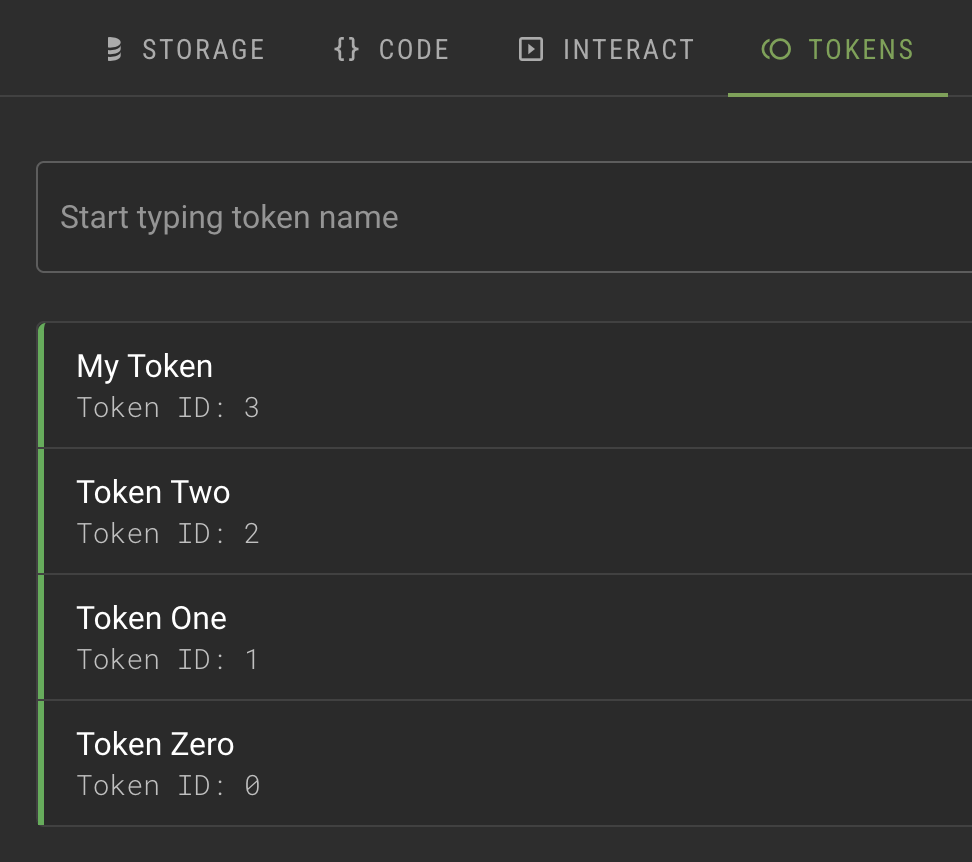 STORAGE {} CODE INTERACT TOKENS
Start typing token name
My Token
Token ID: 3
Token Two
Token ID: 2
Token One
Token ID: 1
Token Zero
Token ID: 0